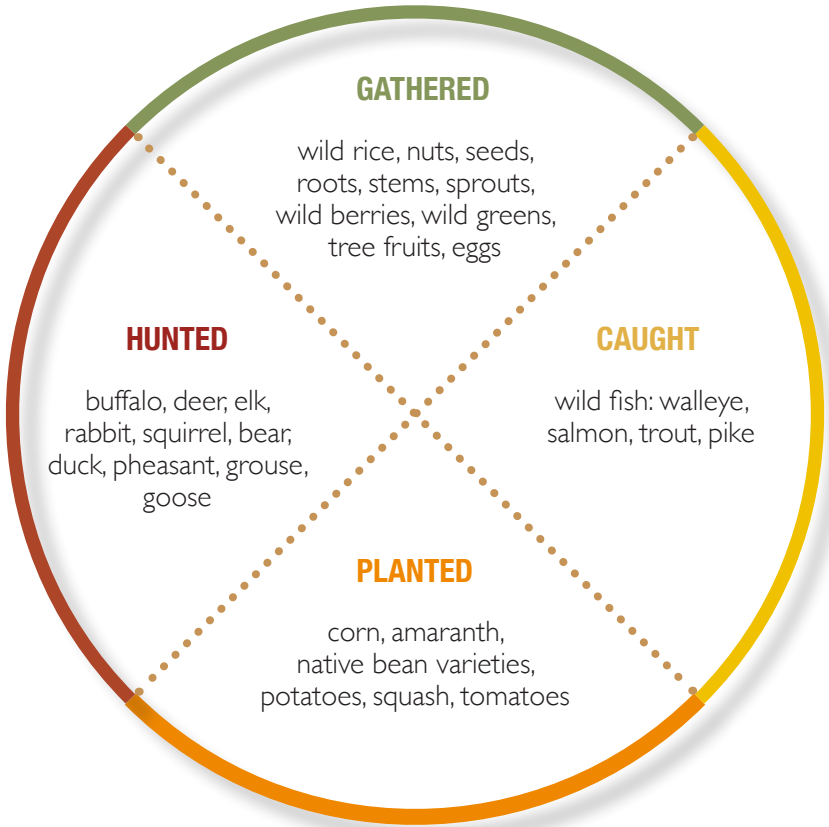 GATHERED
wild rice, nuts, seeds,
roots, stems, sprouts,
wild berries, wild greens,
tree fruits, eggs
HUNTED
buffalo, deer, elk,
rabbit, squirrel, bear,
duck, pheasant, grouse,
goose
CAUGHT
wild fish: walleye,
salmon, trout, pike
PLANTED
corn, amaranth,
native bean varieties,
potatoes, squash, tomatoes